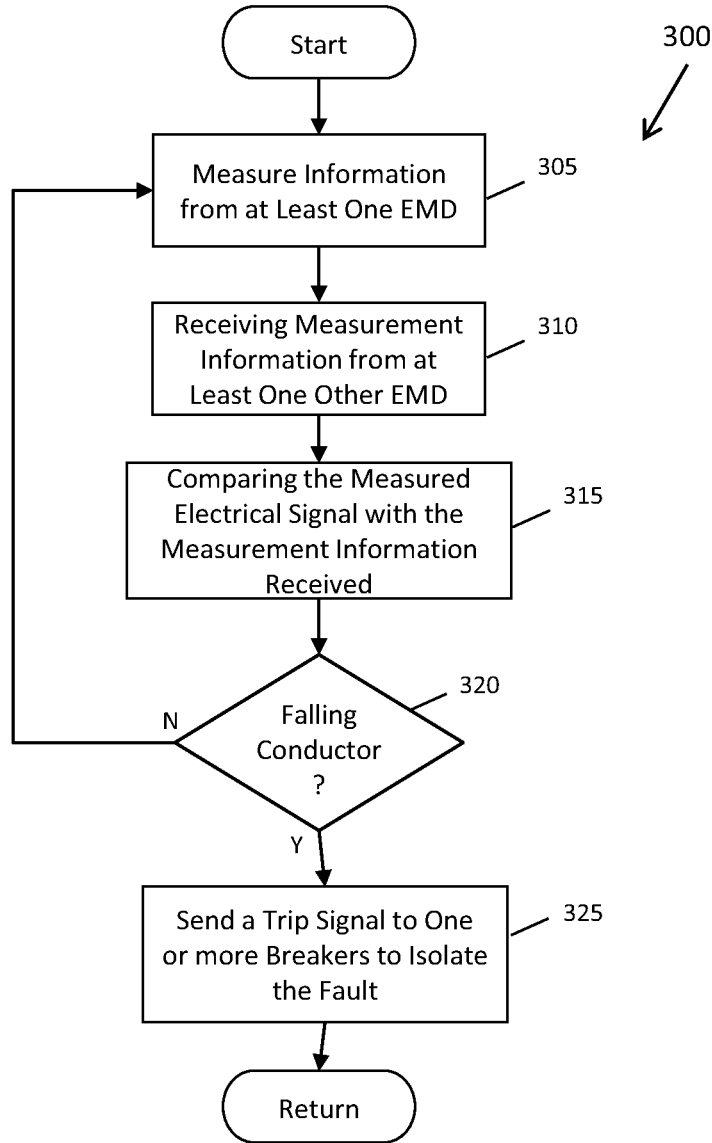 Start
300
Measure Information
from at Least One EMD
305
Receiving Measurement
Information from at
Least One Other EMD
310
Comparing the Measured
Electrical Signal with the
Measurement Information
Received
315
320
N
Falling
Conductor
?
Y
Send a Trip Signal to One
or more Breakers to Isolate
the Fault
325
Return